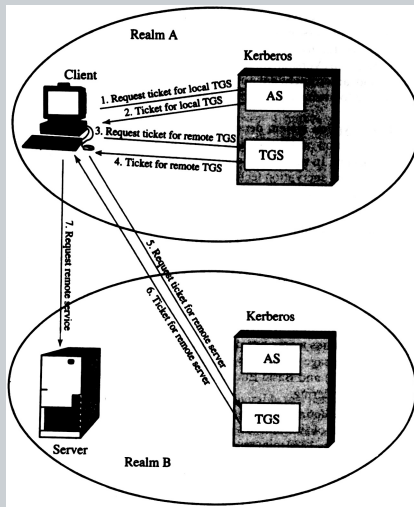 Realm A
Kerberos
Client
AS
1. Request ticket for local TGS
2. Ticket for local TGS
3. Request ticket for remote TGS
TGS
4. Ticket for remote TGS
5. Request ticket for remote server
6. Ticket for remote server
7. Request remote service
Kerberos
AS
TGS
Server
Realm B